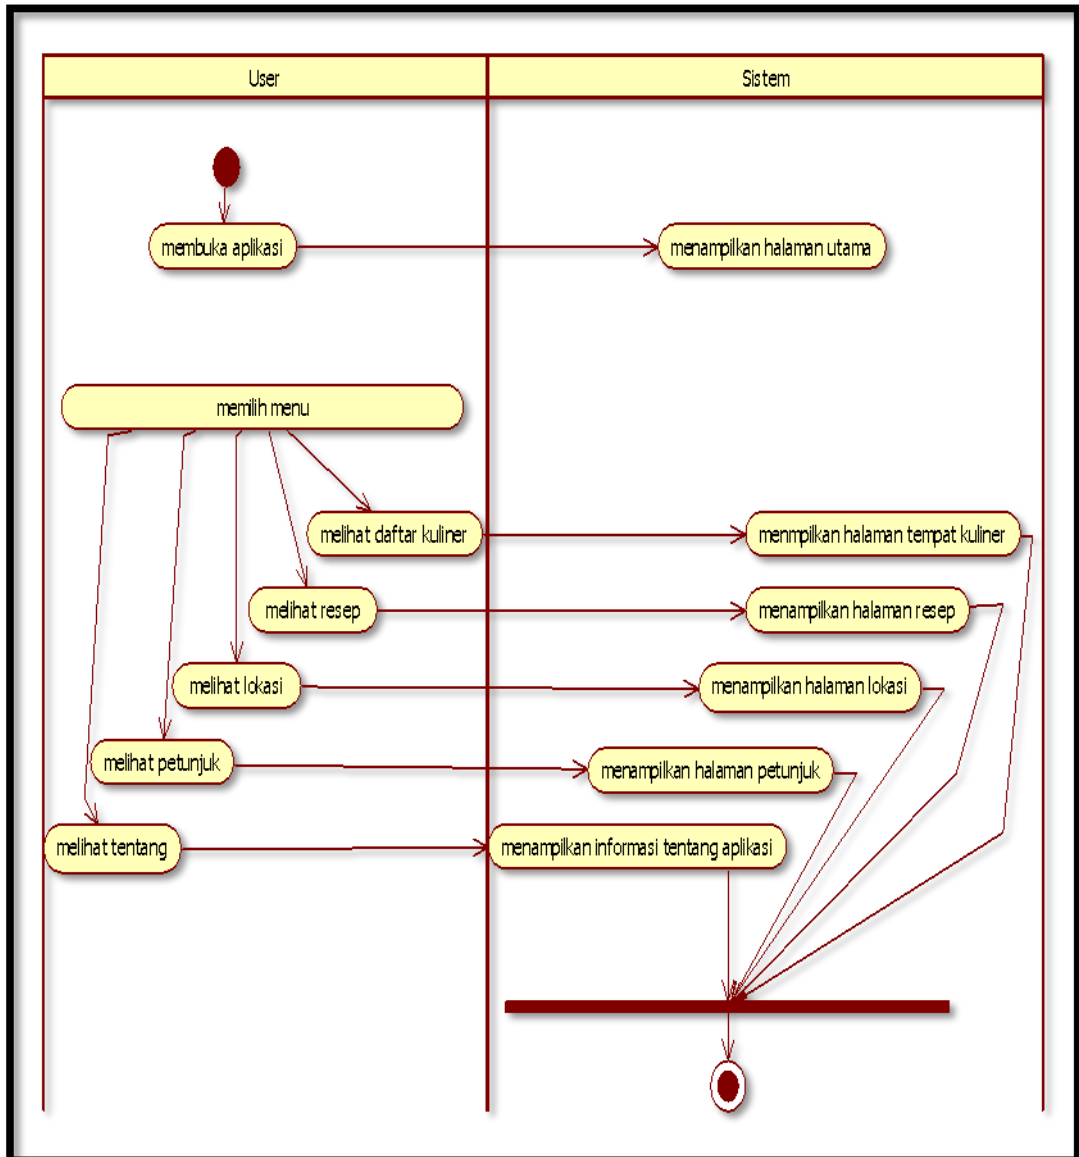 User
Sistem
membuka aplikasi
menampilkan halaman utama
memilih menu
melihat daftar kuliner
menmpilkan halaman tempat kuliner
melihat resep
menampilkan halaman resep
melihat lokasi
menampilkan halaman lokasi
melihat petunjuk
menampilkan halaman petunjuk
melihat tentang
menampilkan informasi tentang aplikasi